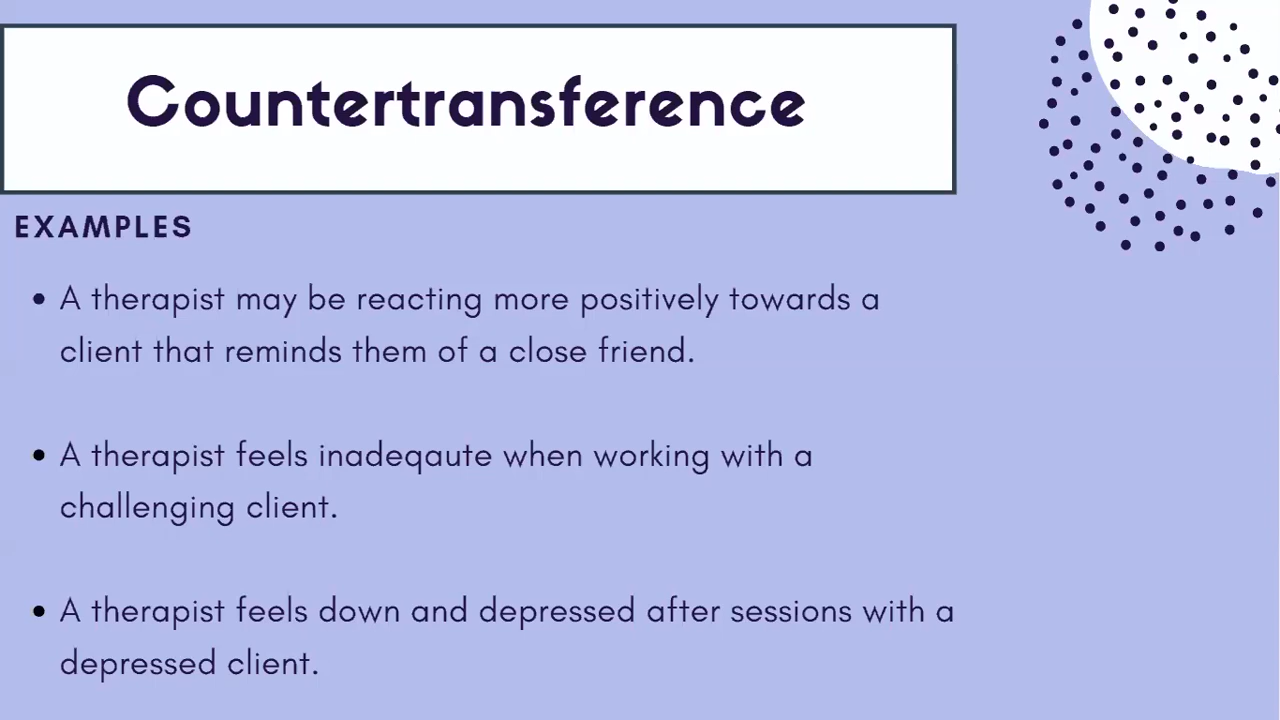 Countertransference
EXAMPLES
• A therapist may be reacting more positively towards a
client that reminds them of a close friend.
• A therapist feels inadeqaute when working with a
challenging client.
• A therapist feels down and depressed after sessions with a
depressed client.